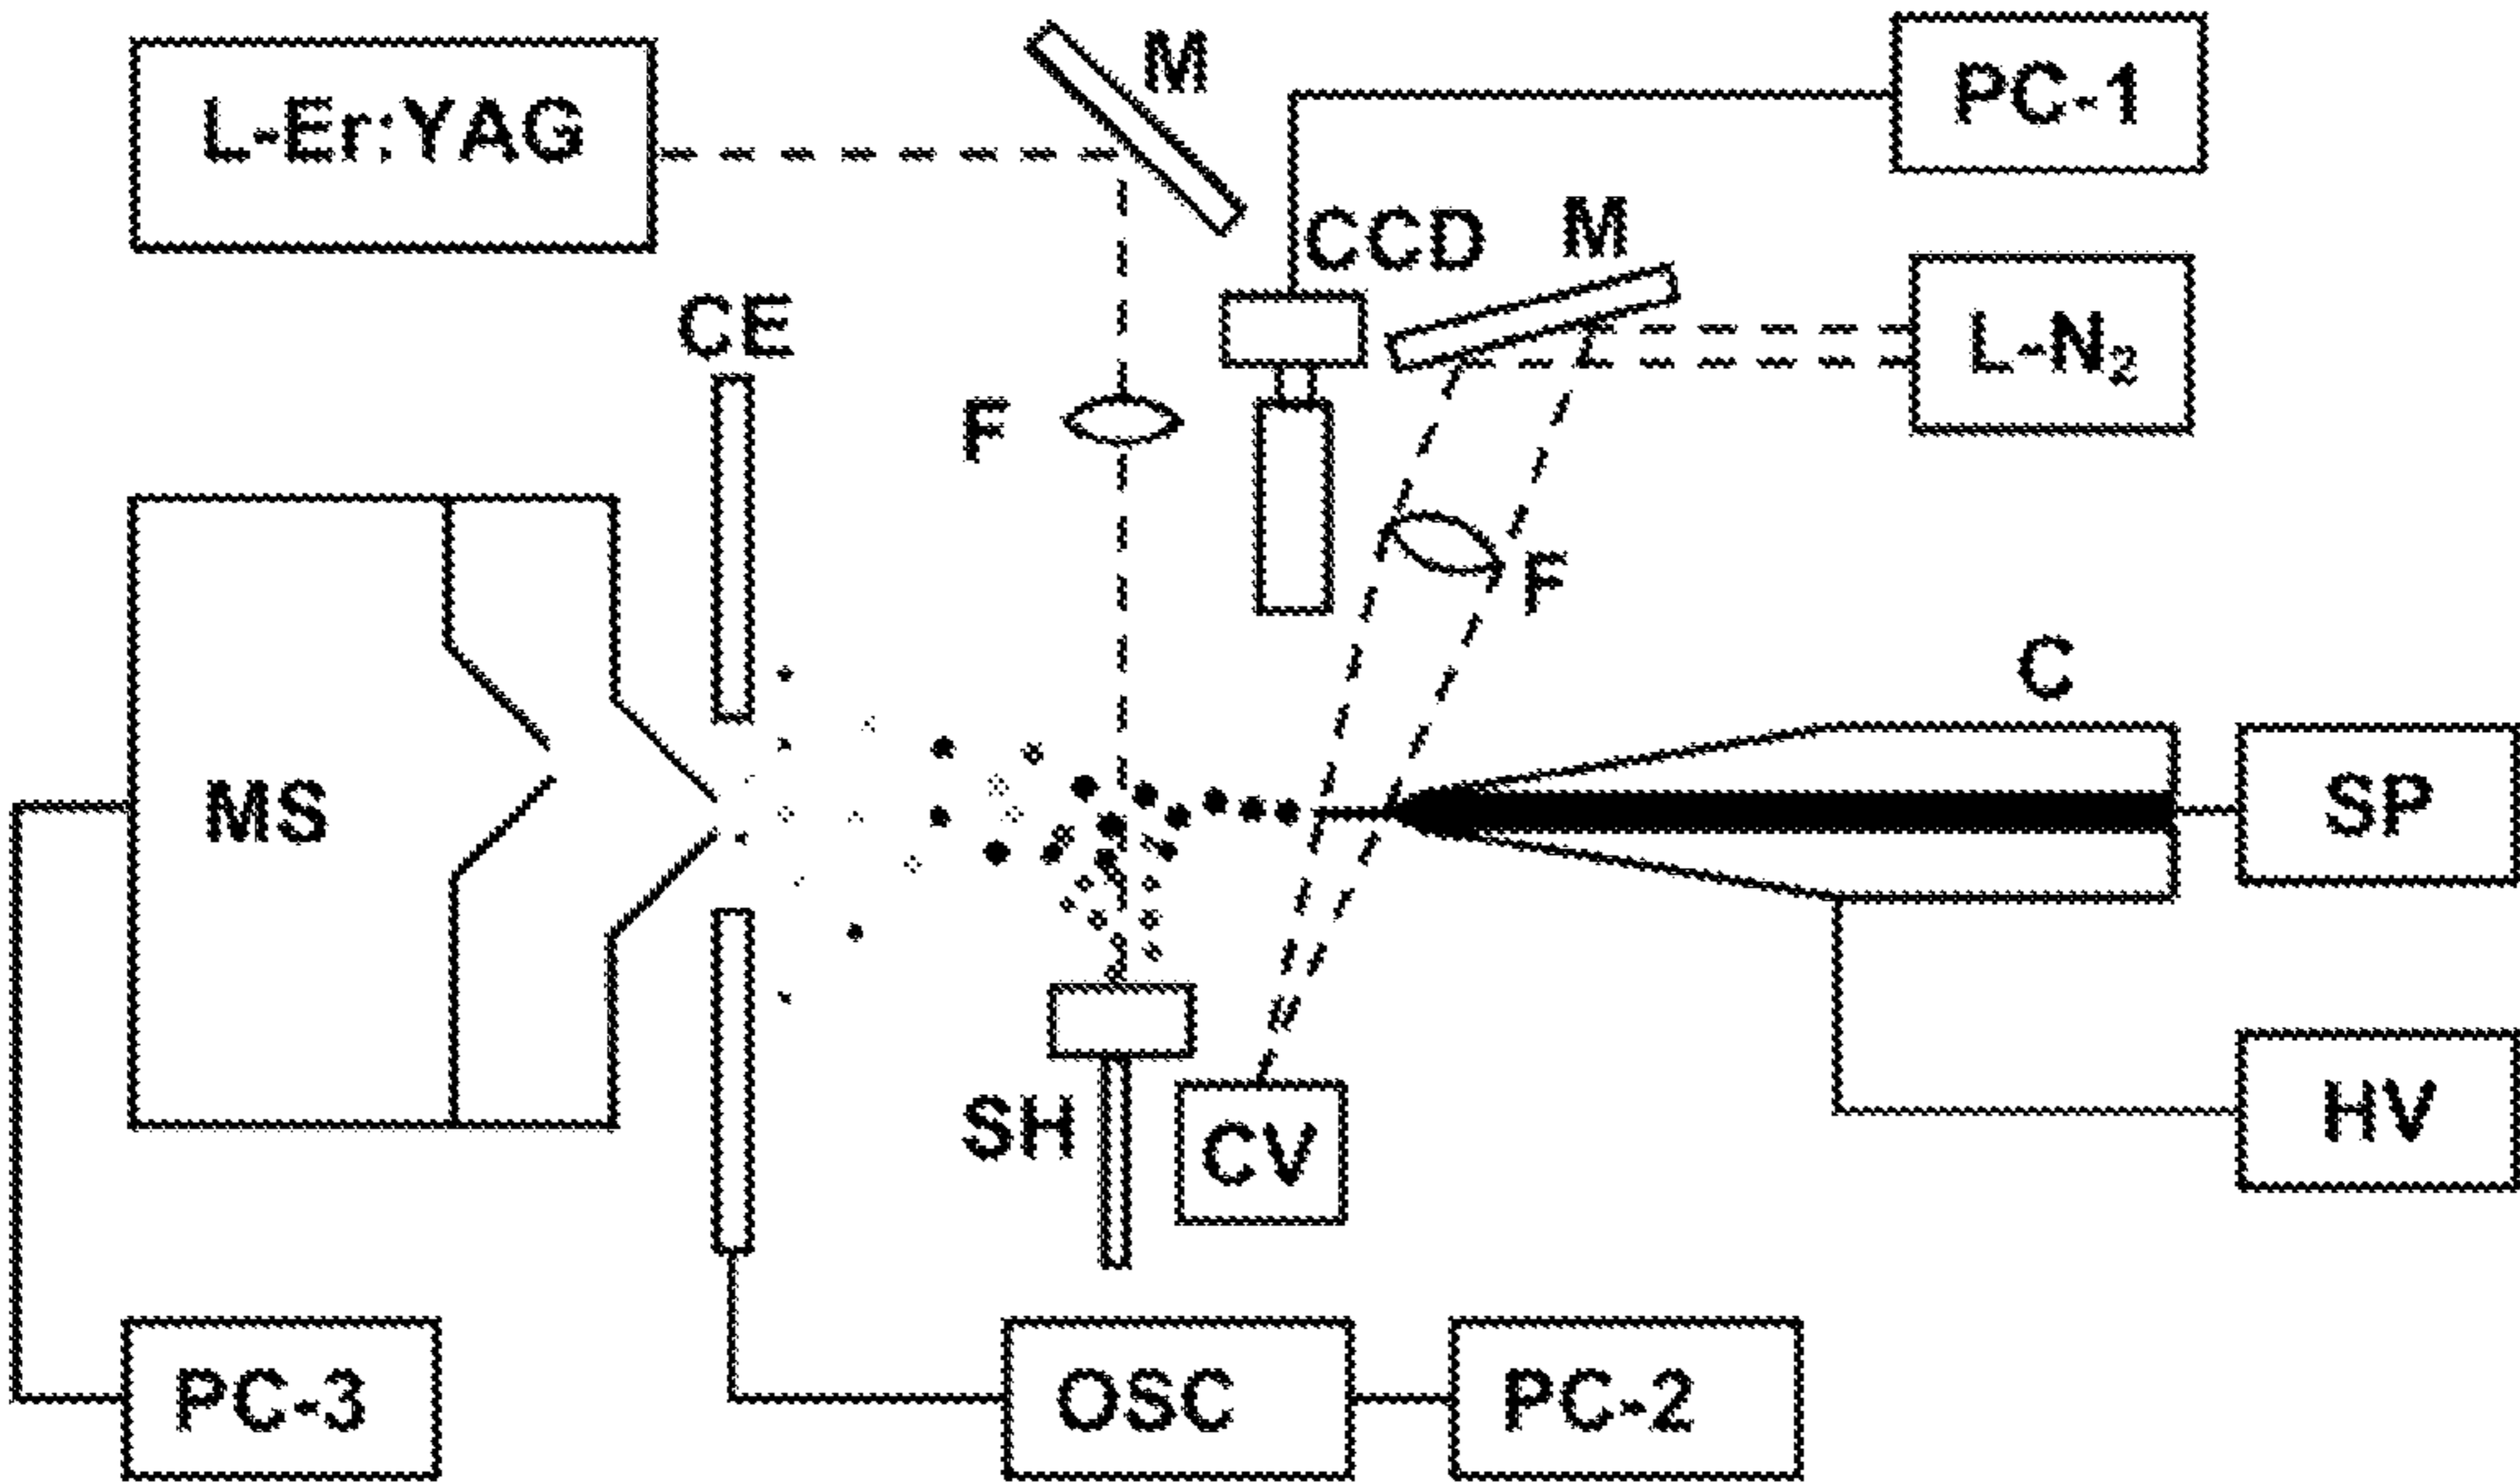 M
PC-1
L-Er:YAG
CCD
M
CE
L-N₂
F
F
C
MS
SP
SH
CV
HV
PC-3
OSC
PC-2